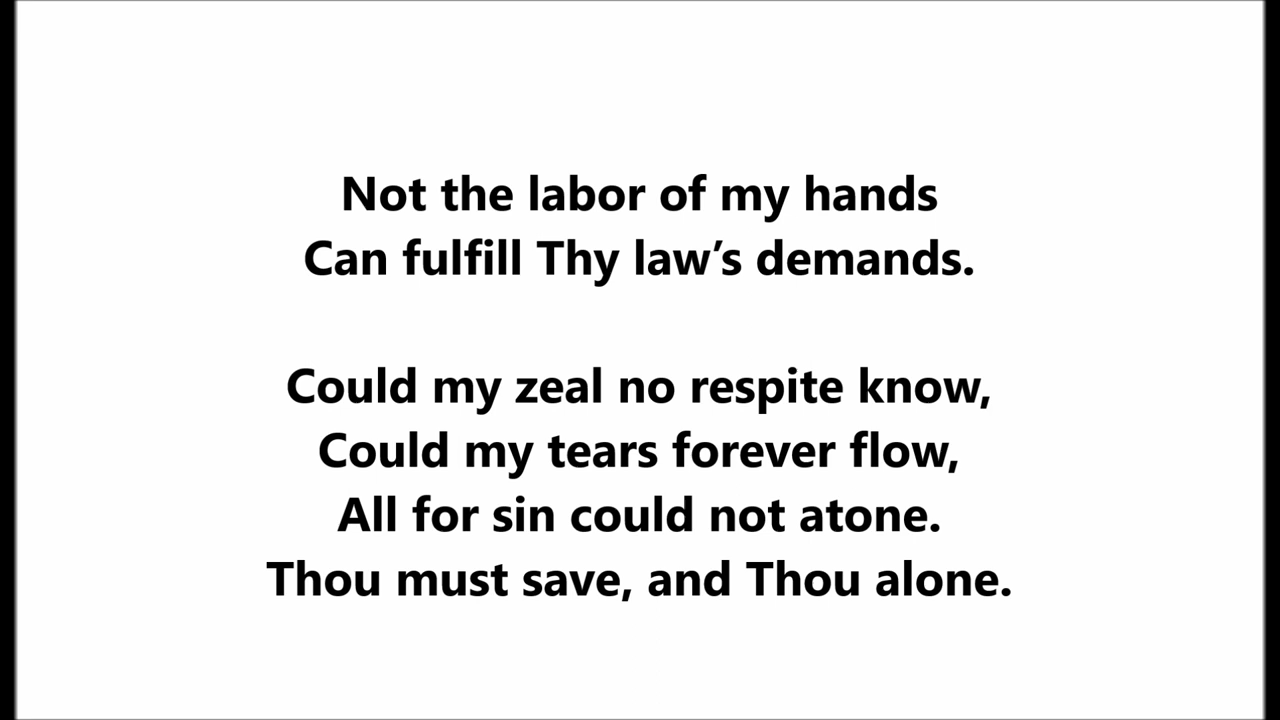 Not the labor of my hands
Can fulfill Thy law’s demands.
Could my zeal no respite know,
Could my tears forever flow,
All for sin could not atone.
Thou must save, and Thou alone.